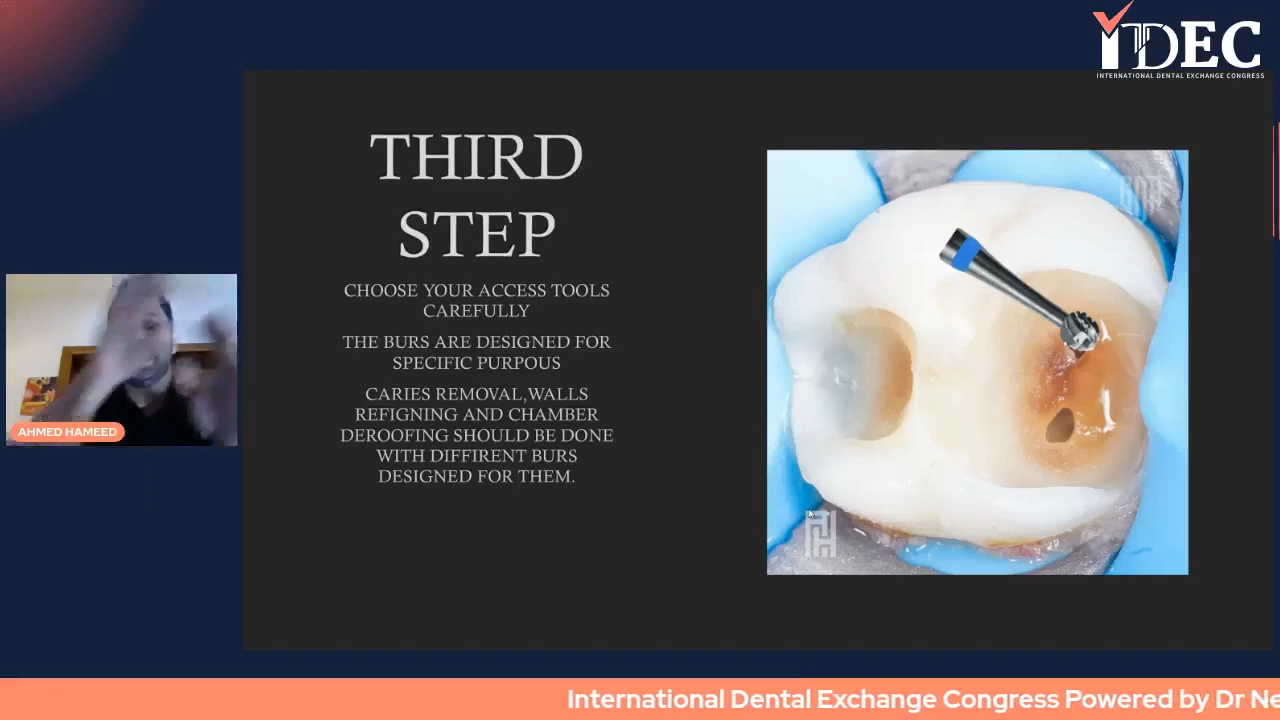 IDEC
INTERNATIONAL DENTAL EXCHANGE CONGRESS
THIRD
STEP
CHOOSE YOUR ACCESS TOOLS
CAREFULLY
THE BURS ARE DESIGNED FOR
SPECIFIC PURPOUS
CARIES REMOVAL,WALLS
REFIGNING AND CHAMBER
DEROOFING SHOULD BE DONE
WITH DIFFIRENT BURS
DESIGNED FOR THEM.
AHMED HAMEED
International Dental Exchange Congress Powered by Dr Ne